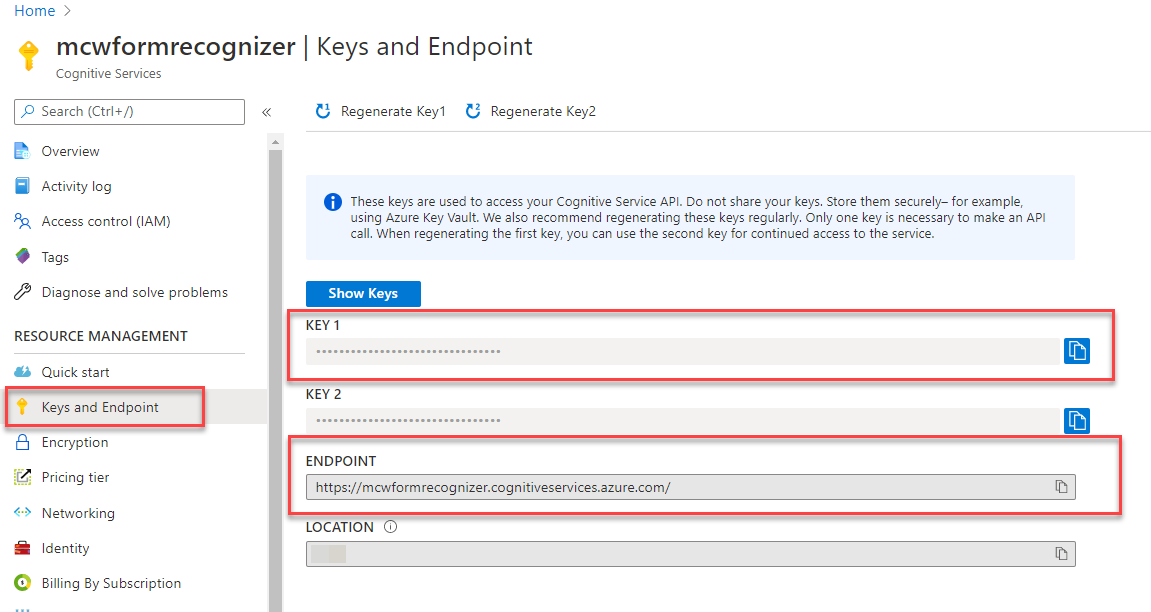 Home >
mcwformrecognizer | Keys and Endpoint
Cognitive Services
Search (Ctrl+/)
«
Regenerate Key1
Regenerate Key2
Overview
Activity log
Access control (IAM)
Tags
Diagnose and solve problems
RESOURCE MANAGEMENT
Quick start
Keys and Endpoint
Encryption
Pricing tier
Networking
Identity
Billing By Subscription
These keys are used to access your Cognitive Service API. Do not share your keys. Store them securely– for example,
using Azure Key Vault. We also recommend regenerating these keys regularly. Only one key is necessary to make an API
call. When regenerating the first key, you can use the second key for continued access to the service.
Show Keys
KEY 1
••••••••••••••••••••••••••••••••
KEY 2
••••••••••••••••••••••••••••••••
ENDPOINT
https://mcwformrecognizer.cognitiveservices.azure.com/
LOCATION